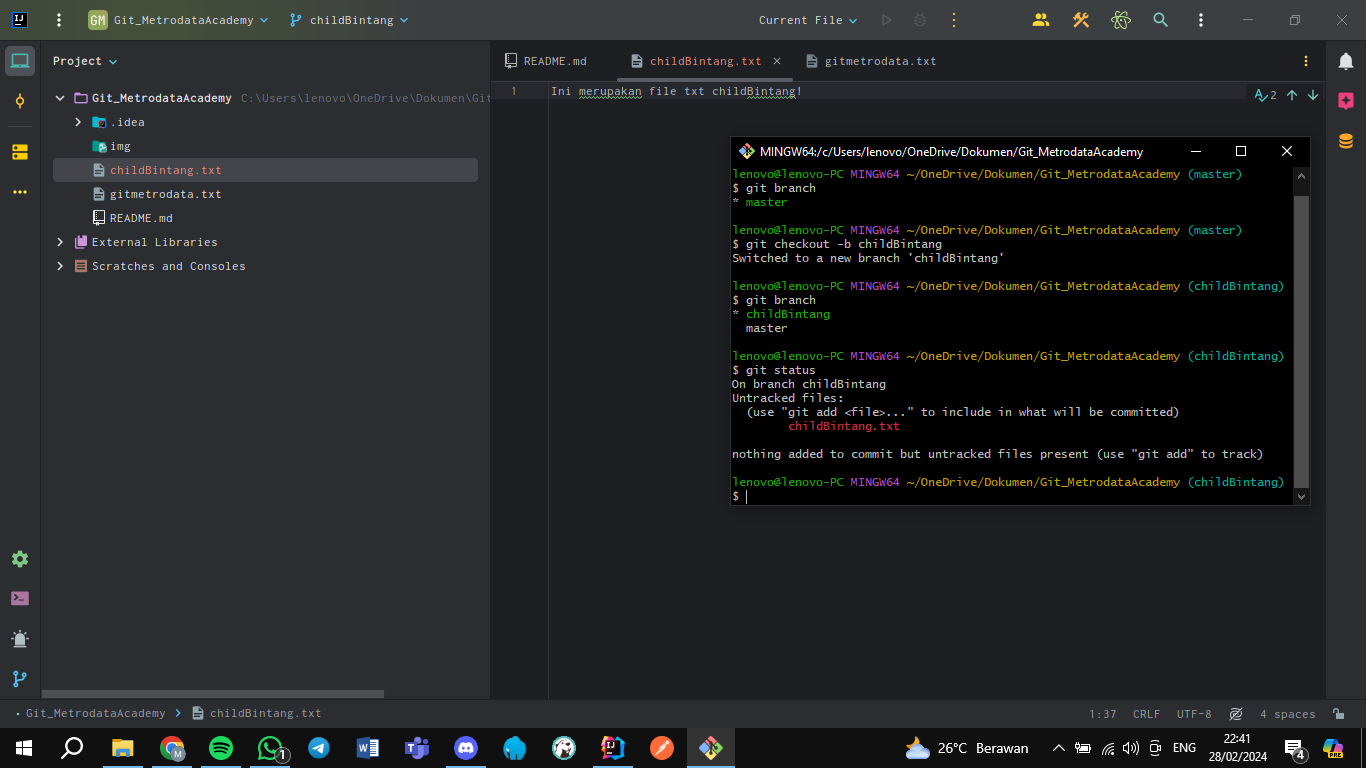 GM Git_MetrodataAcademy childBintang Current File
Project
README.md childBintang.txt gitmetrodata.txt
Git_MetrodataAcademy C:\Users\lenovo\OneDrive\Dokumen\Git
.idea
img
childBintang.txt
gitmetrodata.txt
README.md
External Libraries
Scratches and Consoles
1 Ini merupakan file txt childBintang!
2
MINGW64:/c/Users/lenovo/OneDrive/Dokumen/Git_MetrodataAcademy
lenovo@lenovo-PC MINGW64 ~/OneDrive/Dokumen/Git_MetrodataAcademy (master)
$ git branch
* master
lenovo@lenovo-PC MINGW64 ~/OneDrive/Dokumen/Git_MetrodataAcademy (master)
$ git checkout -b childBintang
Switched to a new branch 'childBintang'
lenovo@lenovo-PC MINGW64 ~/OneDrive/Dokumen/Git_MetrodataAcademy (childBintang)
$ git branch
* childBintang
master
lenovo@lenovo-PC MINGW64 ~/OneDrive/Dokumen/Git_MetrodataAcademy (childBintang)
$ git status
On branch childBintang
Untracked files:
(use "git add <file>..." to include in what will be committed)
childBintang.txt
nothing added to commit but untracked files present (use "git add" to track)
lenovo@lenovo-PC MINGW64 ~/OneDrive/Dokumen/Git_MetrodataAcademy (childBintang)
$
Git_MetrodataAcademy childBintang.txt
1:37 CRLF UTF-8 4 spaces
26°C Berawan ENG
22:41
28/02/2024